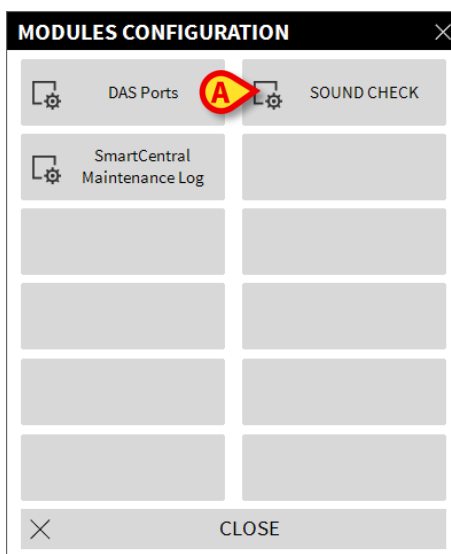 MODULES CONFIGURATION
DAS Ports
A
SOUND CHECK
SmartCentral
Maintenance Log
CLOSE